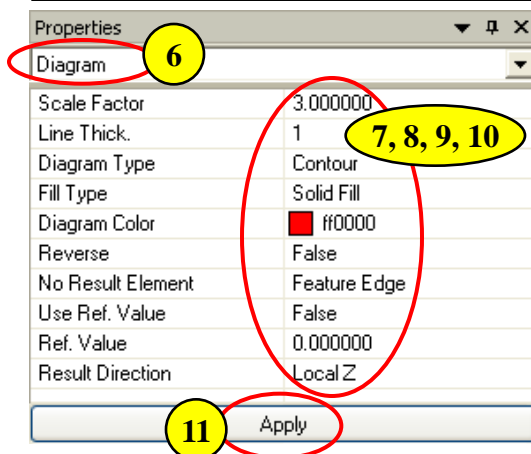 Properties
Diagram 6
Scale Factor 3.000000
Line Thick. 1 7, 8, 9, 10
Diagram Type Contour
Fill Type Solid Fill
Diagram Color ff0000
Reverse False
No Result Element Feature Edge
Use Ref. Value False
Ref. Value 0.000000
Result Direction Local Z
11 Apply